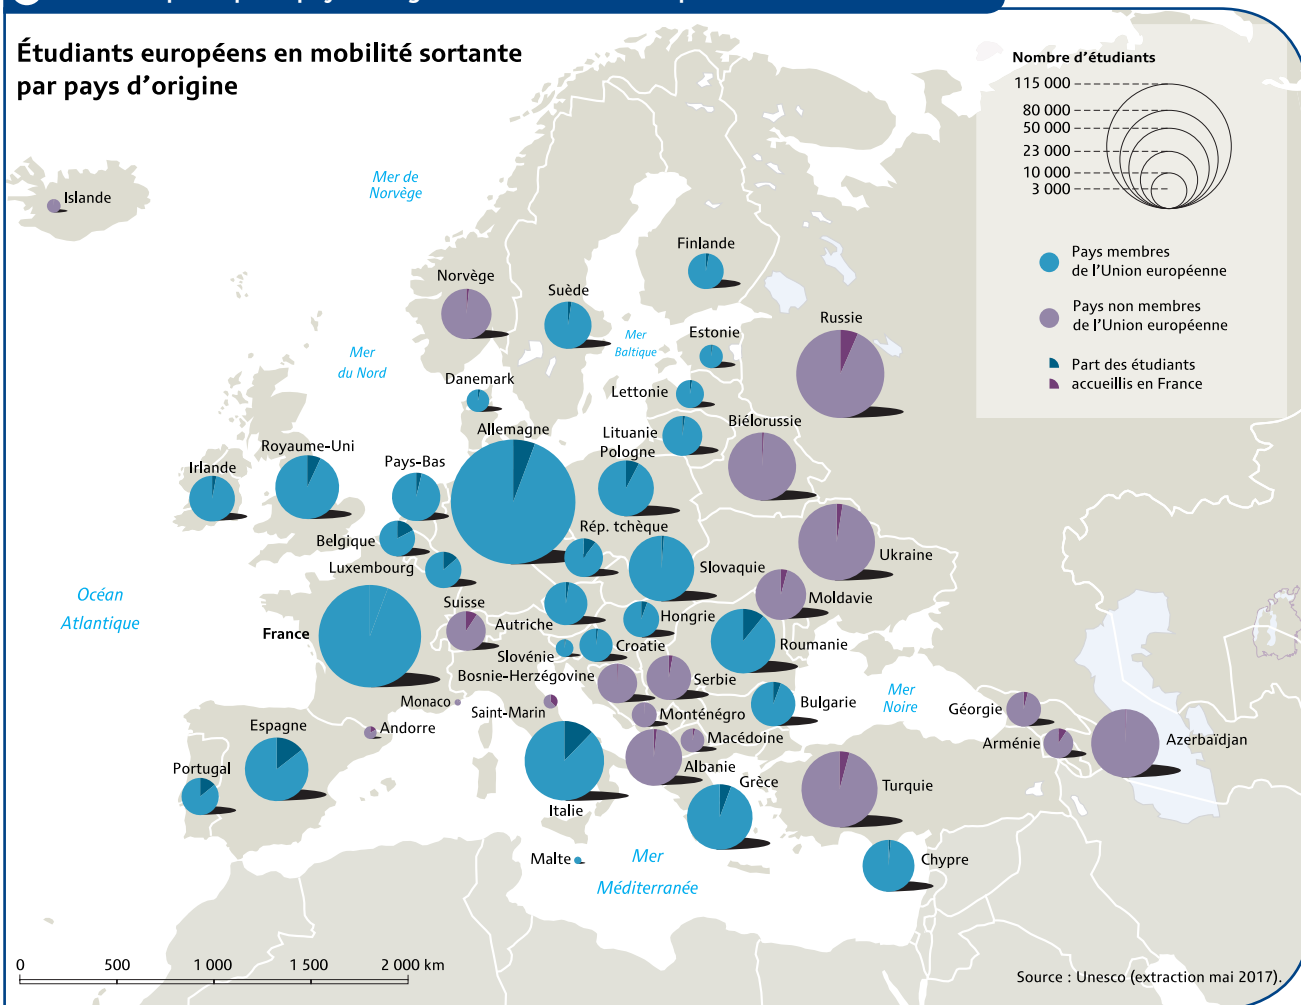 Étudiants européens en mobilité sortante
par pays d'origine
Nombre d'étudiants
115 000
80 000
50 000
23 000
10 000
3 000
Pays membres
de l'Union européenne
Pays non membres
de l'Union européenne
Part des étudiants
accueillis en France
Islande
Mer de
Norvège
Finlande
Norvège
Suède
Russie
Mer
Baltique
Estonie
Mer
du Nord
Danemark
Lettonie
Biélorussie
Allemagne
Lituanie
Royaume-Uni
Pologne
Irlande
Pays-Bas
Rép. tchèque
Belgique
Ukraine
Luxembourg
Slovaquie
Océan
Atlantique
Suisse
Moldavie
Autriche
Hongrie
France
Croatie
Roumanie
Slovénie
Bosnie-Herzégovine
Serbie
Mer
Noire
Monaco
Bulgarie
Géorgie
Saint-Marin
Monténégro
Espagne
Andorre
Macédoine
Arménie
Azerbaïdjan
Portugal
Albanie
Grèce
Turquie
Italie
Malte
Mer
Méditerranée
Chypre
0 500 1 000 1 500 2 000 km
Source : Unesco (extraction mai 2017).